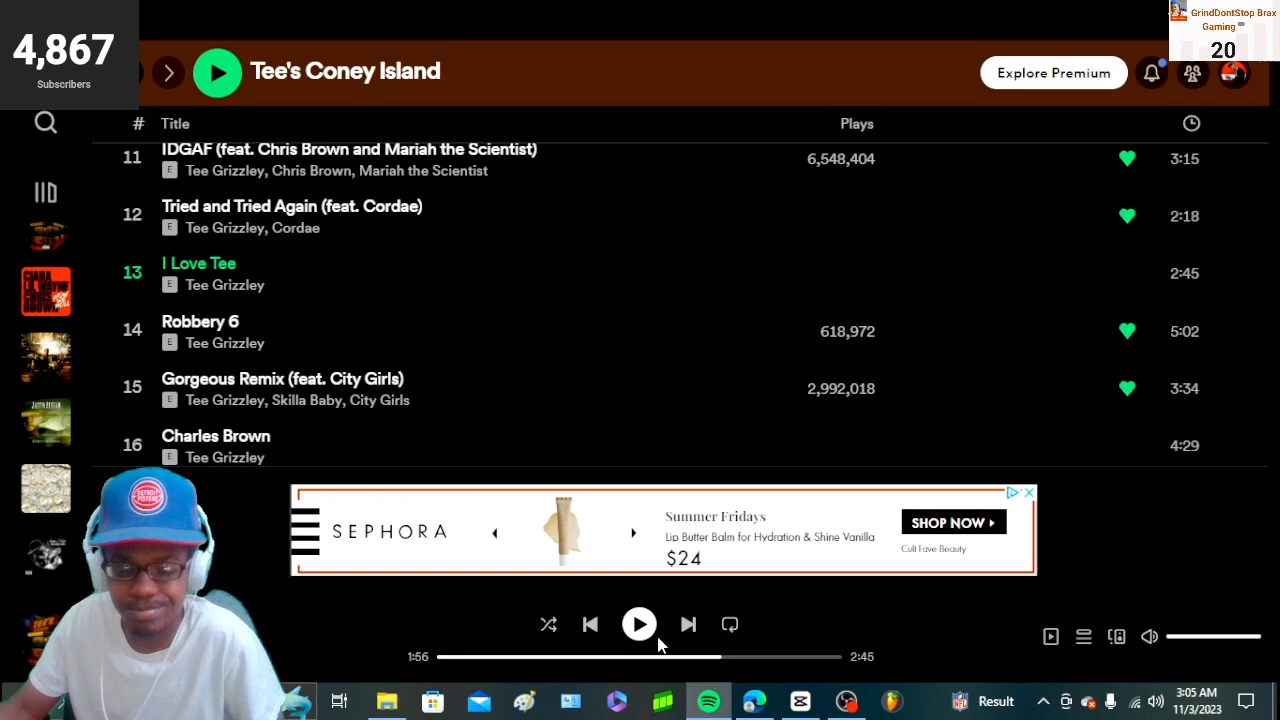 4,867
Subscribers
GrindDontStop Brax
Gaming
20
Tee's Coney Island
Explore Premium
# Title Plays
11 IDGAF (feat. Chris Brown and Mariah the Scientist) 6,548,404 3:15
E Tee Grizzley, Chris Brown, Mariah the Scientist
12 Tried and Tried Again (feat. Cordae) 2:18
E Tee Grizzley, Cordae
13 I Love Tee 2:45
E Tee Grizzley
14 Robbery 6 618,972 5:02
E Tee Grizzley
15 Gorgeous Remix (feat. City Girls) 2,992,018 3:34
E Tee Grizzley, Skilla Baby, City Girls
16 Charles Brown 4:29
E Tee Grizzley
SEPHORA
Summer Fridays
Lip Butter Balm for Hydration & Shine Vanilla
$24
SHOP NOW
Cult Fave Beauty
DETROIT
PISTONS
1:56 2:45
Result
3:05 AM
11/3/2023